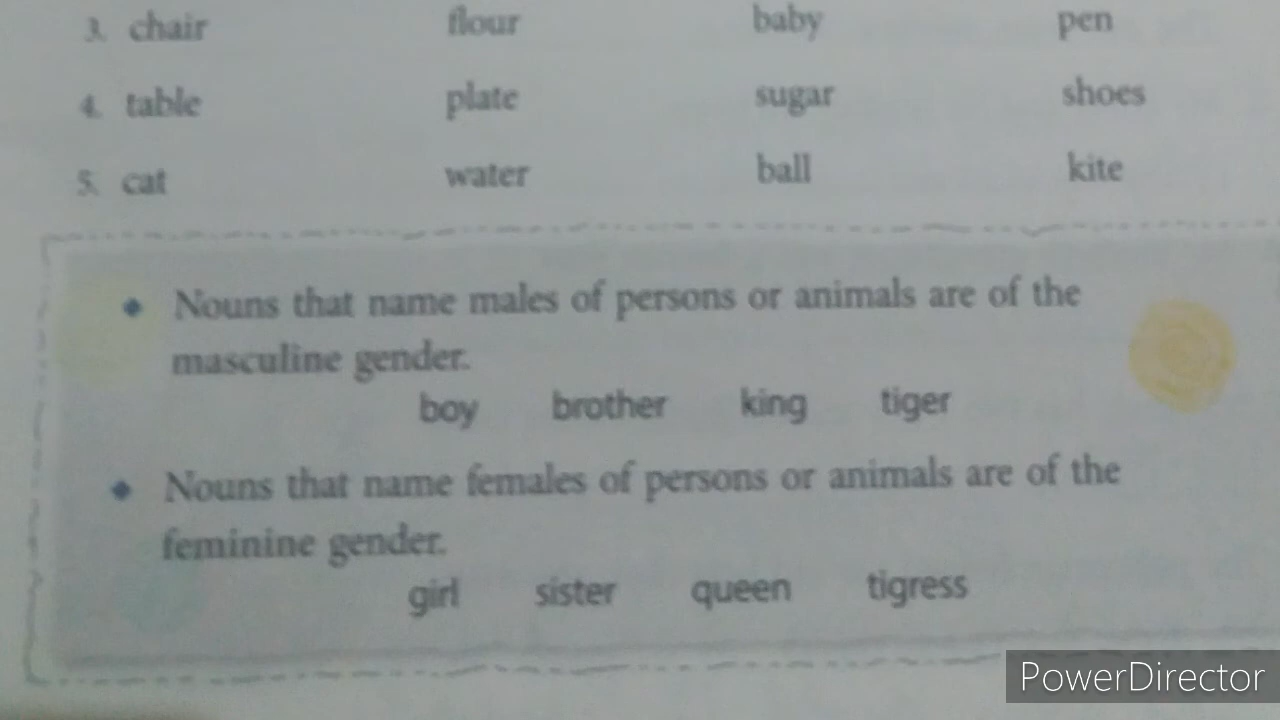 3. chair flour baby pen
4. table plate sugar shoes
5. cat water ball kite
Nouns that name males of persons or animals are of the
masculine gender.
boy brother king tiger
Nouns that name females of persons or animals are of the
feminine gender.
girl sister queen tigress
PowerDirector